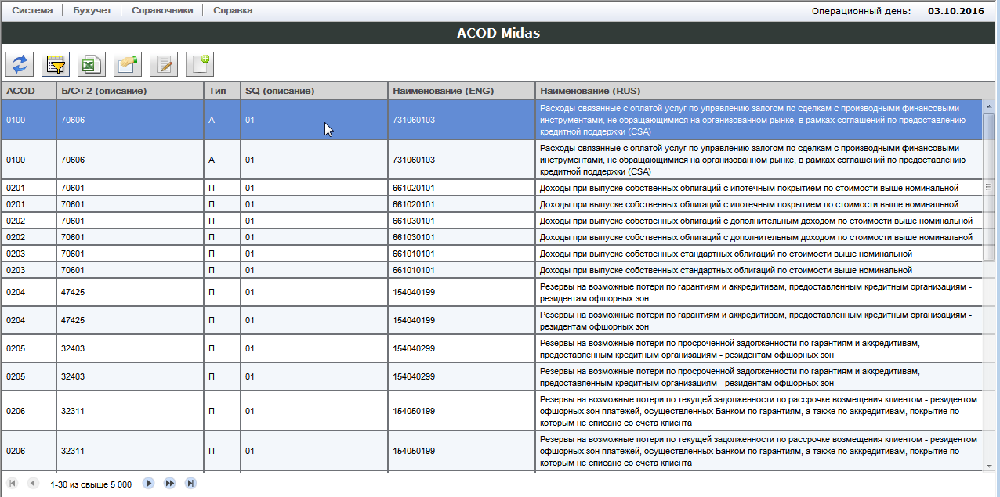 Система Бухучет Справочники Справка Операционный день: 03.10.2016
ACOD Midas
ACOD Б/Сч 2 (описание) Тип SQ (описание) Наименование (ENG) Наименование (RUS)
0100 70606 А 01 731060103 Расходы связанные с оплатой услуг по управлению залогом по сделкам с производными финансовыми
инструментами, не обращающимися на организованном рынке, в рамках соглашений по предоставлению
кредитной поддержки (CSA)
0100 70606 А 01 731060103 Расходы связанные с оплатой услуг по управлению залогом по сделкам с производными финансовыми
инструментами, не обращающимися на организованном рынке, в рамках соглашений по предоставлению
кредитной поддержки (CSA)
0201 70601 П 01 661020101 Доходы при выпуске собственных облигаций с ипотечным покрытием по стоимости выше номинальной
0201 70601 П 01 661020101 Доходы при выпуске собственных облигаций с ипотечным покрытием по стоимости выше номинальной
0202 70601 П 01 661030101 Доходы при выпуске собственных облигаций с дополнительным доходом по стоимости выше номинальной
0202 70601 П 01 661030101 Доходы при выпуске собственных облигаций с дополнительным доходом по стоимости выше номинальной
0203 70601 П 01 661010101 Доходы при выпуске собственных стандартных облигаций по стоимости выше номинальной
0203 70601 П 01 661010101 Доходы при выпуске собственных стандартных облигаций по стоимости выше номинальной
0204 47425 П 01 154040199 Резервы на возможные потери по гарантиям и аккредитивам, предоставленным кредитным организациям -
резидентам офшорных зон
0204 47425 П 01 154040199 Резервы на возможные потери по гарантиям и аккредитивам, предоставленным кредитным организациям -
резидентам офшорных зон
0205 32403 П 01 154040299 Резервы на возможные потери по просроченной задолженности по гарантиям и аккредитивам,
предоставленным кредитным организациям - резидентам офшорных зон
0205 32403 П 01 154040299 Резервы на возможные потери по просроченной задолженности по гарантиям и аккредитивам,
предоставленным кредитным организациям - резидентам офшорных зон
0206 32311 П 01 154050199 Резервы на возможные потери по текущей задолженности по рассрочке возмещения клиентом - резидентом
офшорных зон платежей, осуществленных Банком по гарантиям, а также по аккредитивам, покрытие по
которым не списано со счета клиента
0206 32311 П 01 154050199 Резервы на возможные потери по текущей задолженности по рассрочке возмещения клиентом - резидентом
офшорных зон платежей, осуществленных Банком по гарантиям, а также по аккредитивам, покрытие по
которым не списано со счета клиента
1-30 из свыше 5 000